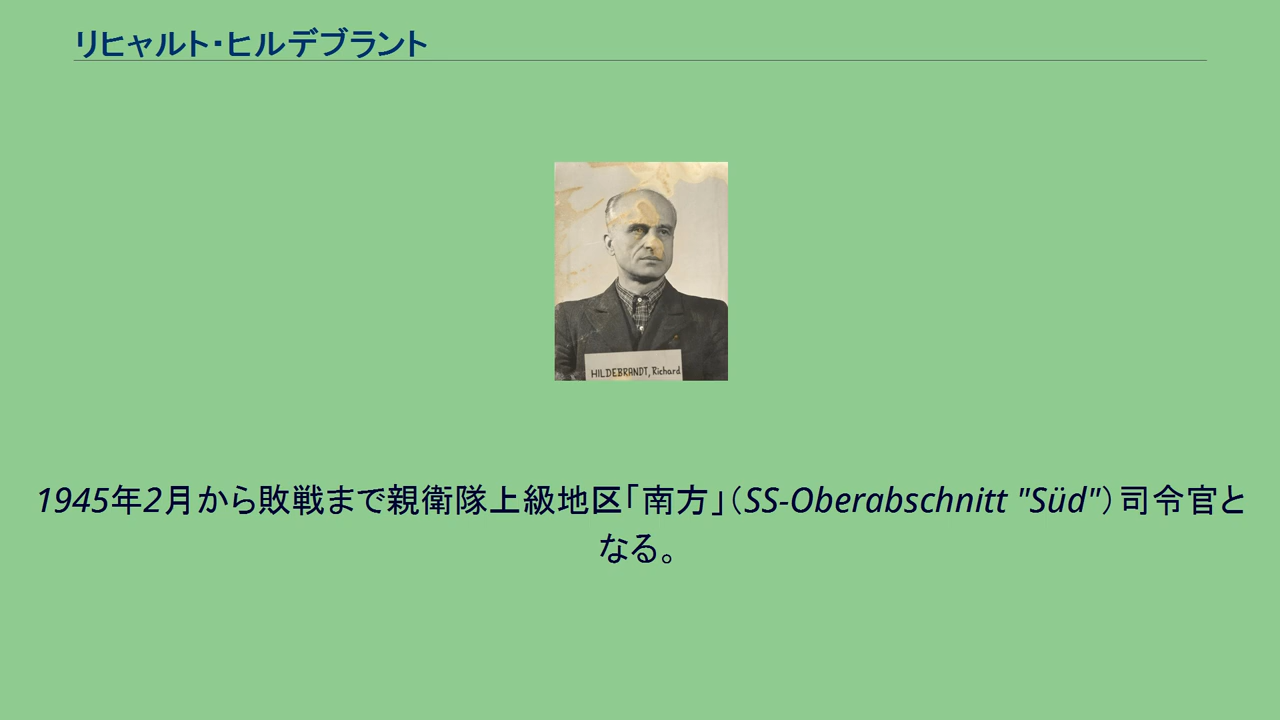 リヒャルト・ヒルデブラント
HILDEBRANDT, Richard
1945年2月から敗戦まで親衛隊上級地区「南方」（SS-Oberabschnitt "Süd"）司令官と
なる。